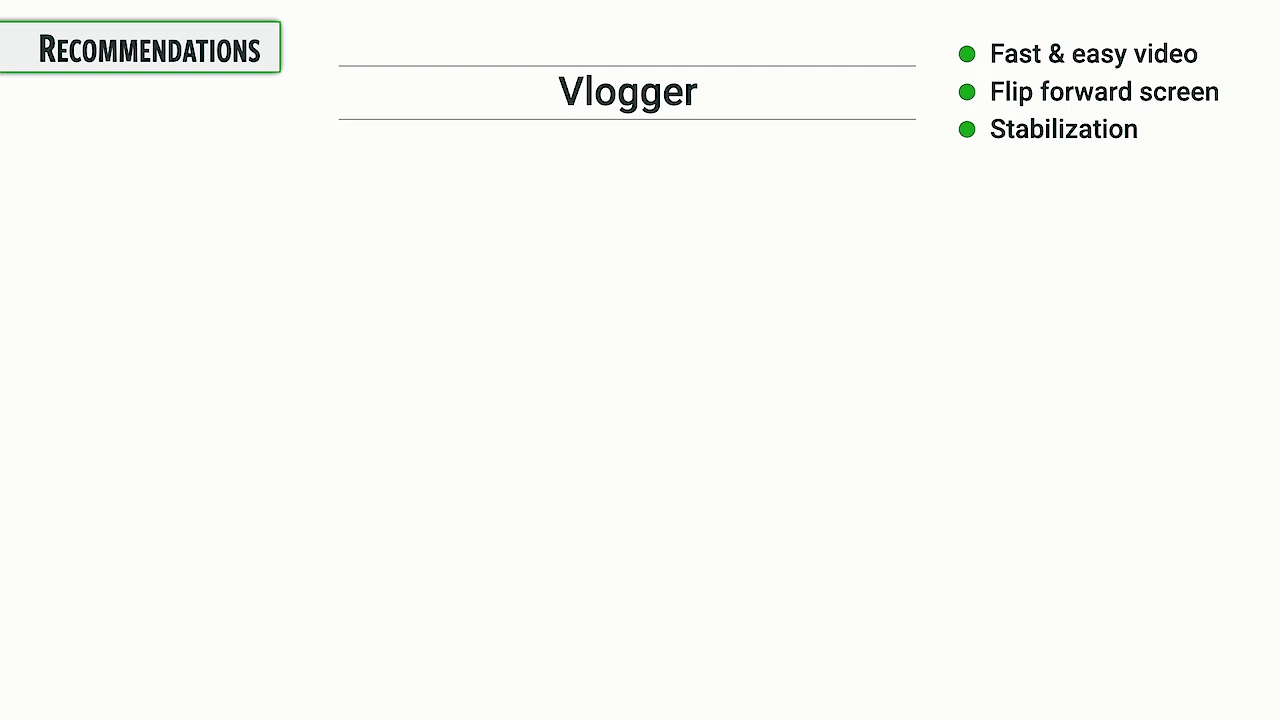 RECOMMENDATIONS
Vlogger
Fast & easy video
Flip forward screen
Stabilization